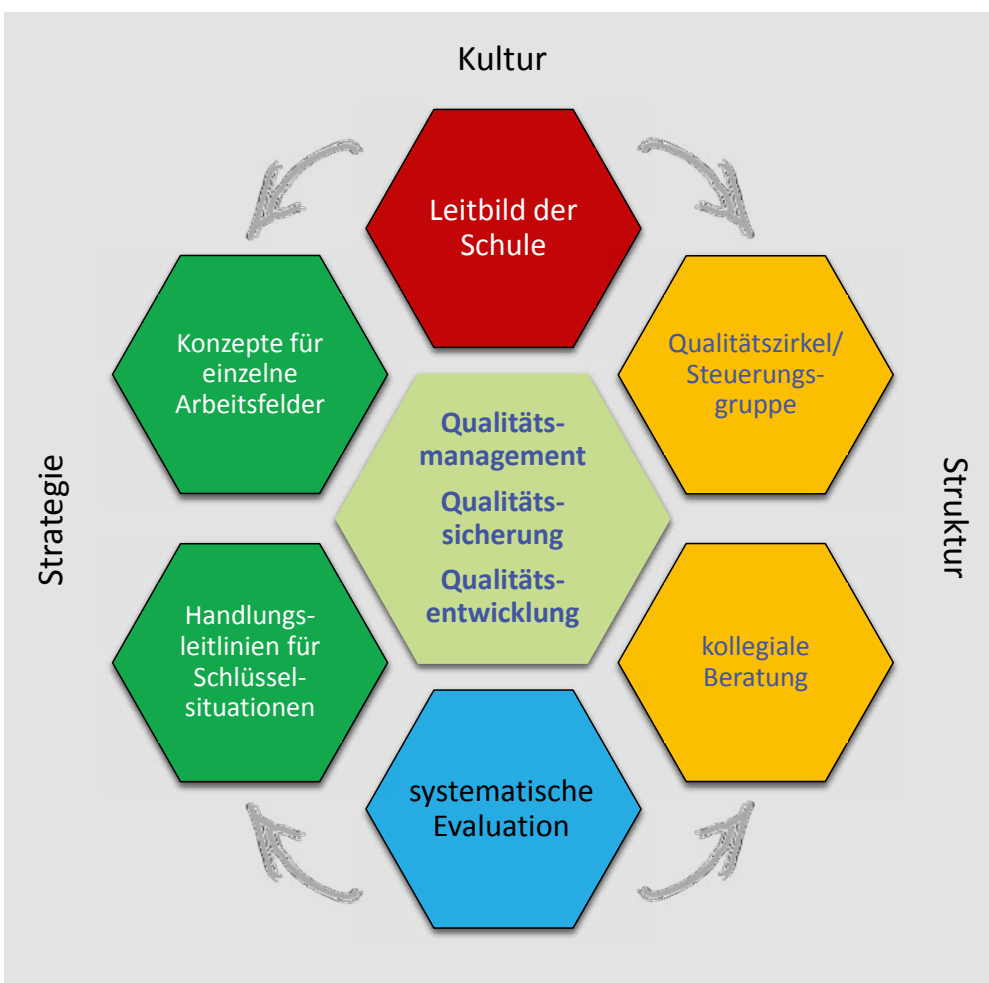 Kultur
Leitbild der
Schule
Konzepte für
einzelne
Arbeitsfelder
Qualitätszirkel/
Steuerungs-
gruppe
Qualitäts-
management
Qualitäts-
sicherung
Qualitäts-
entwicklung
Strategie
Struktur
Handlungs-
leitlinien für
Schlüssel-
situationen
kollegiale
Beratung
systematische
Evaluation